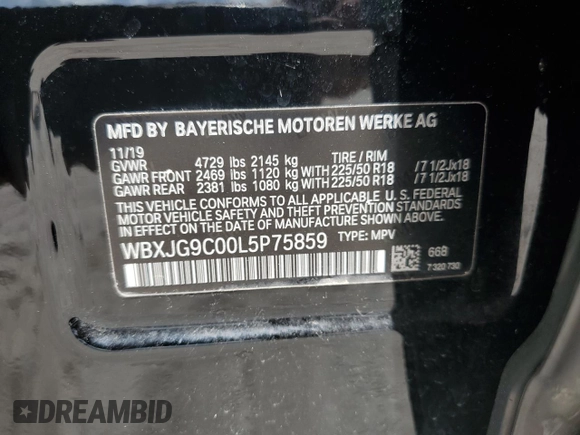 MFD BY BAYERISCHE MOTOREN WERKE AG
11/19
GVWR 4729 lbs 2145 kg TIRE / RIM
GAWR FRONT 2469 lbs 1120 kg WITH 225/50 R18 /7 1/2Jx18
GAWR REAR 2381 lbs 1080 kg WITH 225/50 R18 /7 1/2Jx18
THIS VEHICLE CONFORMS TO ALL APPLICABLE U. S. FEDERAL
MOTOR VEHICLE SAFETY AND THEFT PREVENTION STANDARDS
IN EFFECT ON THE DATE OF MANUFACTURE SHOWN ABOVE.
WBXJG9C00L5P75859 TYPE: MPV
668
7 320 730
DREAMBID